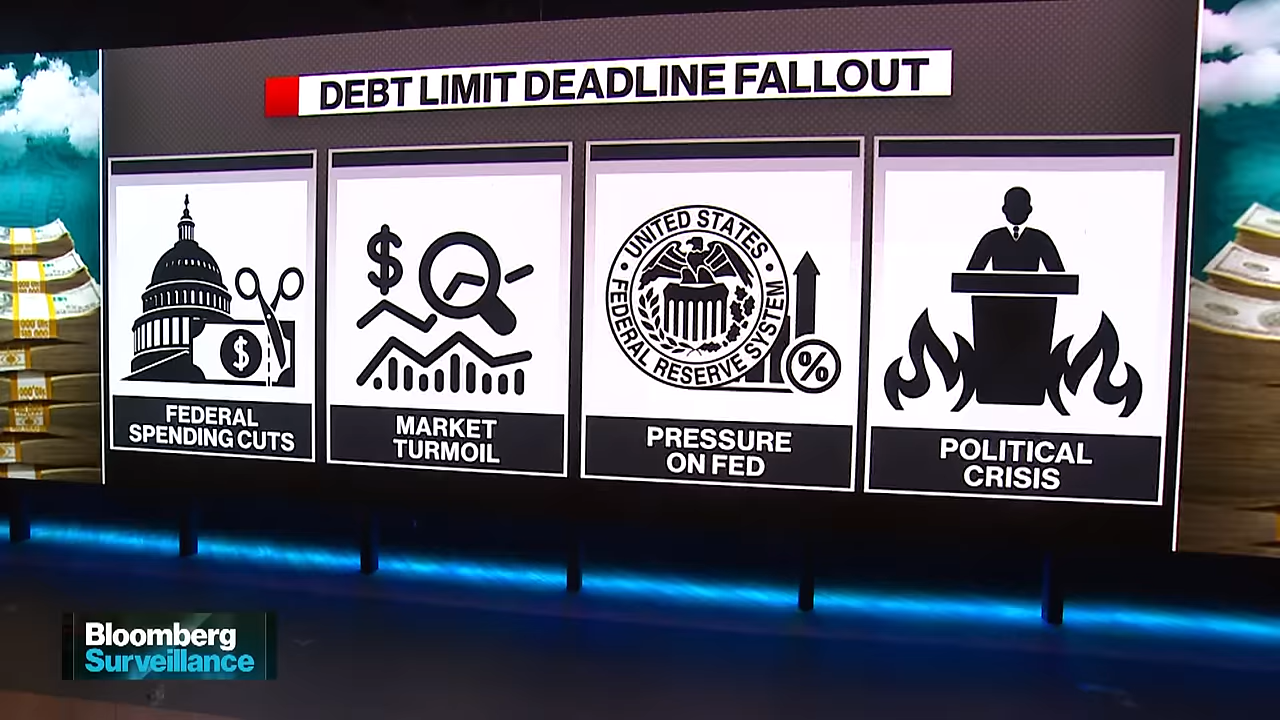 DEBT LIMIT DEADLINE FALLOUT
$
$
UNITED STATES
FEDERAL RESERVE SYSTEM
%
FEDERAL
SPENDING CUTS
MARKET
TURMOIL
PRESSURE
ON FED
POLITICAL
CRISIS
Bloomberg
Surveillance